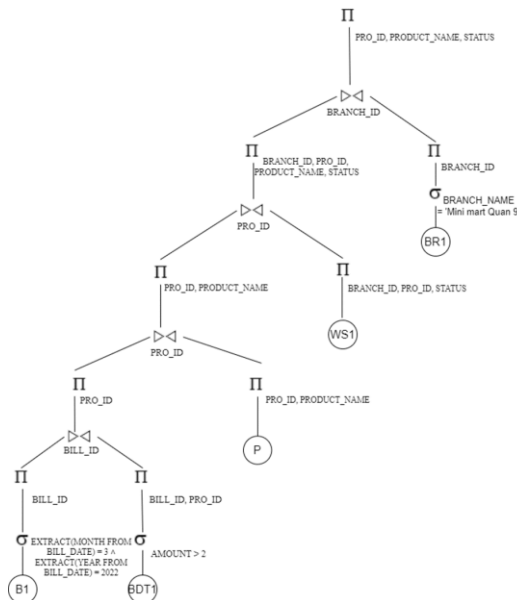 Π
PRO_ID, PRODUCT_NAME, STATUS
▷◁
BRANCH_ID
Π
BRANCH_ID, PRO_ID,
PRODUCT_NAME, STATUS
Π
BRANCH_ID
σ
BRANCH_NAME
= 'Mini mart Quan 9
BR1
▷◁
PRO_ID
Π
PRO_ID, PRODUCT_NAME
Π
BRANCH_ID, PRO_ID, STATUS
WS1
▷◁
PRO_ID
Π
PRO_ID
Π
PRO_ID, PRODUCT_NAME
P
▷◁
BILL_ID
Π
BILL_ID
Π
BILL_ID, PRO_ID
σ
EXTRACT(MONTH FROM
BILL_DATE) = 3 ∧
EXTRACT(YEAR FROM
BILL_DATE) = 2022
σ
AMOUNT > 2
B1
BDT1